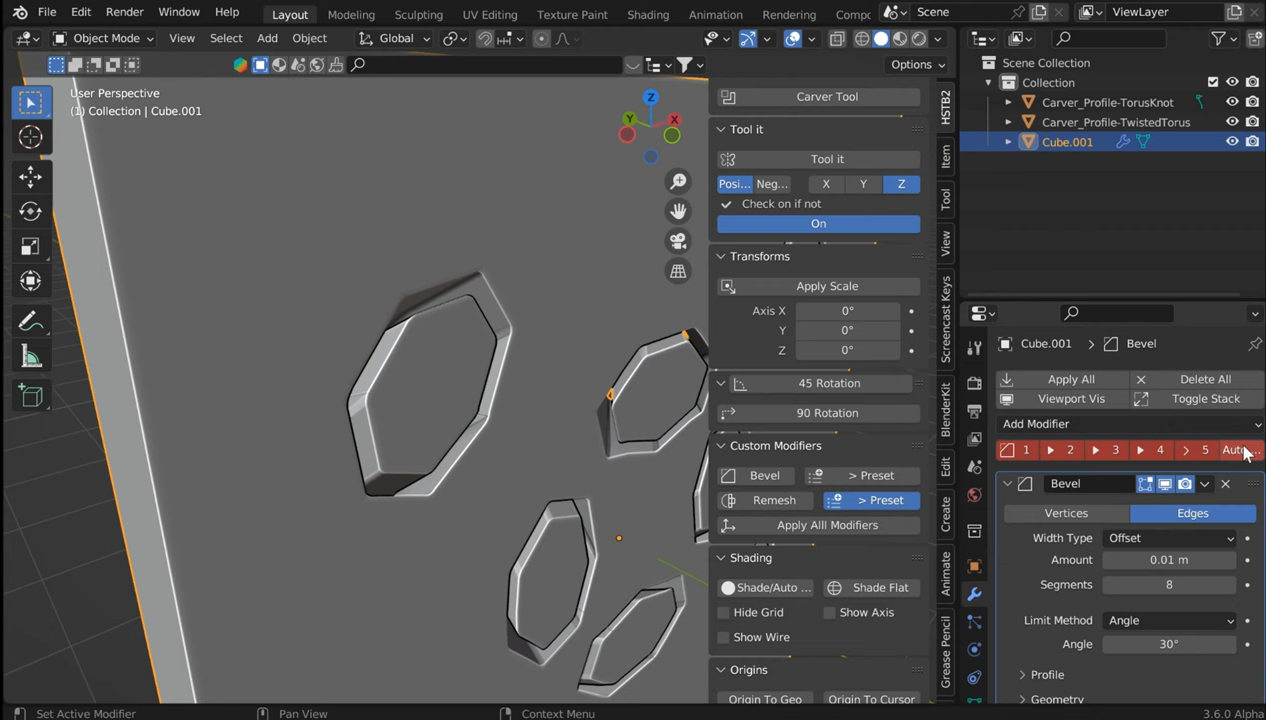 File Edit Render Window Help Layout Modeling Sculpting UV Editing Texture Paint Shading Animation Rendering Scene ViewLayer
Object Mode View Select Add Object Global
Options
User Perspective
(1) Collection | Cube.001
Z
Y
X
Carver Tool
Tool it
Tool it
Posi... Neg... X Y Z
Check on if not
On
Transforms
Apply Scale
Axis X 0°
Y 0°
Z 0°
45 Rotation
90 Rotation
Custom Modifiers
Bevel > Preset
Remesh > Preset
Apply Alll Modifiers
Shading
Shade/Auto ... Shade Flat
Hide Grid Show Axis
Show Wire
Origins
Origin To Geo Origin To Cursor
HSTB2
Item
Tool
View
Screencast Keys
BlenderKit
Edit
Create
Animate
Grease Pencil
Scene Collection
Collection
Carver_Profile-TorusKnot
Carver_Profile-TwistedTorus
Cube.001
Cube.001 > Bevel
Apply All Delete All
Viewport Vis Toggle Stack
Add Modifier
1 2 3 4 5
Bevel
Vertices Edges
Width Type Offset
Amount 0.01 m
Segments 8
Limit Method Angle
Angle 30°
Profile
Geometry
Set Active Modifier Pan View Context Menu 3.6.0 Alpha